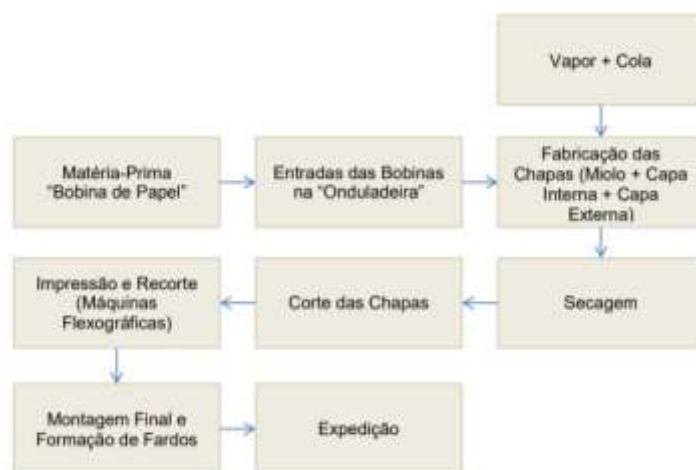 Vapor + Cola
Matéria-Prima
“Bobina de Papel”
Entradas das Bobinas
na “Onduladeira”
Fabricação das
Chapas (Miolo + Capa
Interna + Capa
Externa)
Impressão e Recorte
(Máquinas
Flexográficas)
Corte das Chapas
Secagem
Montagem Final e
Formação de Fardos
Expedição